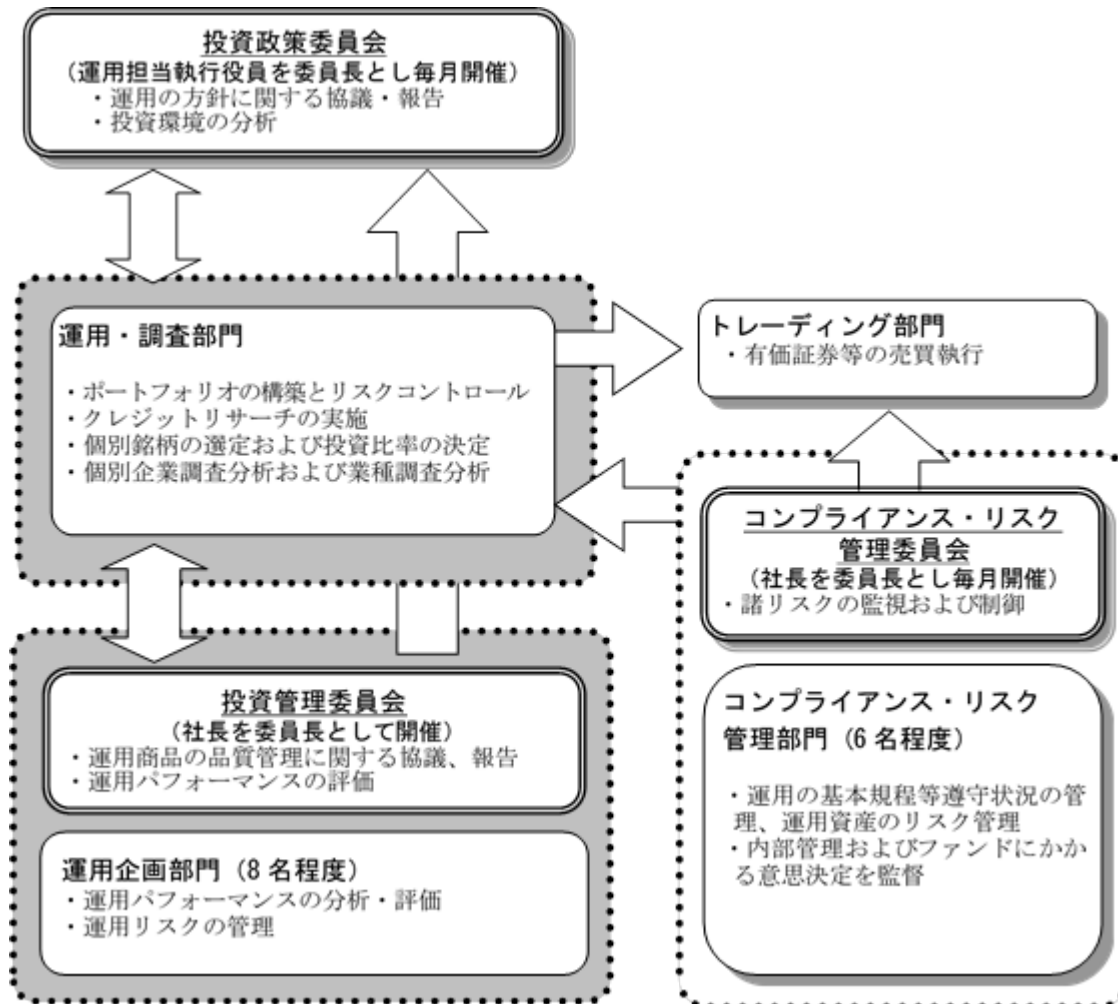 投資政策委員会
(運用担当執行役員を委員長とし毎月開催)
・運用の方針に関する協議・報告
・投資環境の分析
運用・調査部門
・ポートフォリオの構築とリスクコントロール
・クレジットリサーチの実施
・個別銘柄の選定および投資比率の決定
・個別企業調査分析および業種調査分析
トレーディング部門
・有価証券等の売買執行
コンプライアンス・リスク
管理委員会
(社長を委員長とし毎月開催)
・諸リスクの監視および制御
投資管理委員会
(社長を委員長として開催)
・運用商品の品質管理に関する協議、報告
・運用パフォーマンスの評価
運用企画部門(8名程度)
・運用パフォーマンスの分析・評価
・運用リスクの管理
コンプライアンス・リスク
管理部門(6名程度)
・運用の基本規程等遵守状況の管
理、運用資産のリスク管理
・内部管理およびファンドにかか
る意思決定を監督